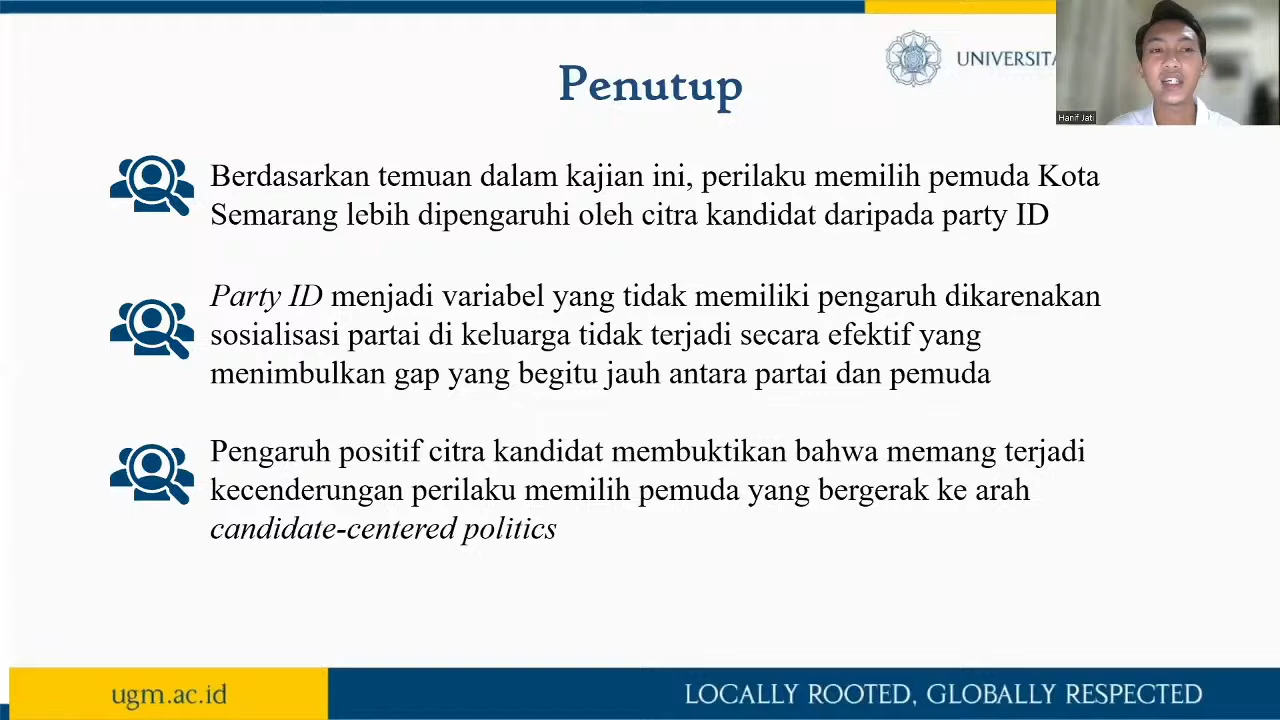 Penutup
UNIVERSITA
Hanif Jati
Berdasarkan temuan dalam kajian ini, perilaku memilih pemuda Kota
Semarang lebih dipengaruhi oleh citra kandidat daripada party ID
Party ID menjadi variabel yang tidak memiliki pengaruh dikarenakan
sosialisasi partai di keluarga tidak terjadi secara efektif yang
menimbulkan gap yang begitu jauh antara partai dan pemuda
Pengaruh positif citra kandidat membuktikan bahwa memang terjadi
kecenderungan perilaku memilih pemuda yang bergerak ke arah
candidate-centered politics
ugm.ac.id
LOCALLY ROOTED, GLOBALLY RESPECTED